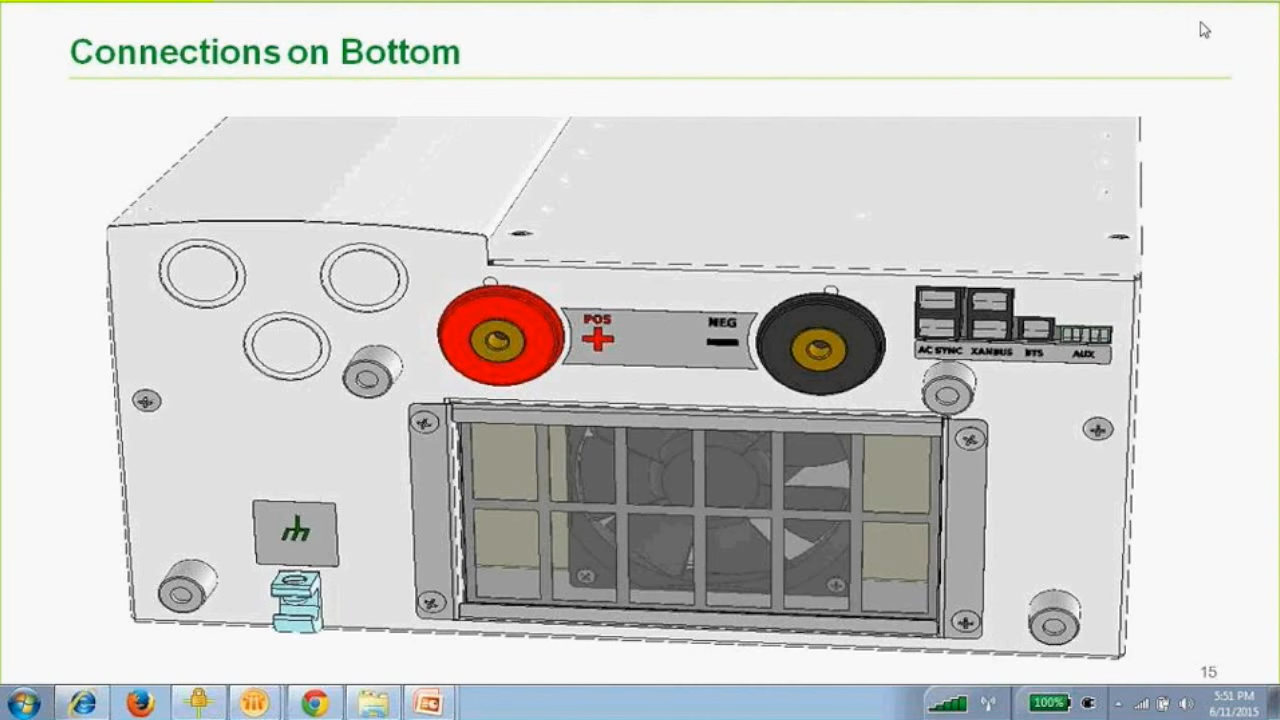 Connections on Bottom
POS
NEG
AC SYNC XANBUS BTS AUX
15
100%
5:51 PM
6/11/2015